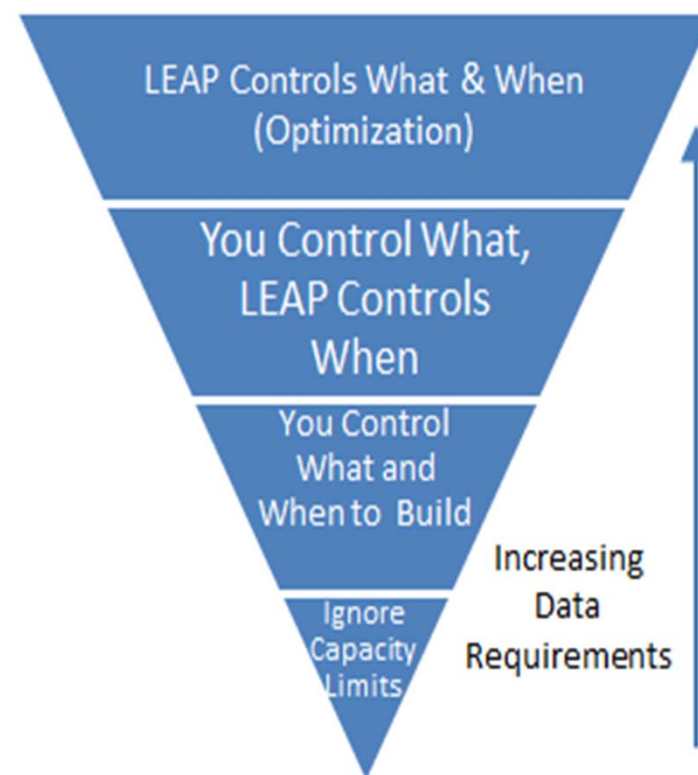 LEAP Controls What & When
(Optimization)
You Control What,
LEAP Controls
When
You Control
What and
When to Build
Increasing
Data
Requirements
Ignore
Capacity
Limits